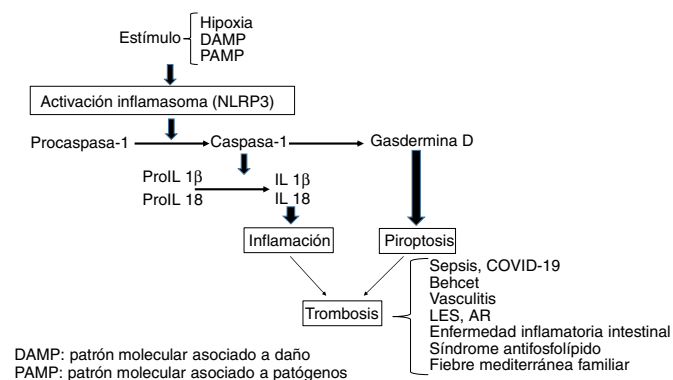 Estímulo
Hipoxia
DAMP
PAMP
Activación inflamasoma (NLRP3)
Procaspasa-1 Caspasa-1 Gasdermina D
ProIL 1β IL 1β
ProIL 18 IL 18
Inflamación Piroptosis
Trombosis
Sepsis, COVID-19
Behcet
Vasculitis
LES, AR
Enfermedad inflamatoria intestinal
Síndrome antifosfolípido
Fiebre mediterránea familiar
DAMP: patrón molecular asociado a daño
PAMP: patrón molecular asociado a patógenos